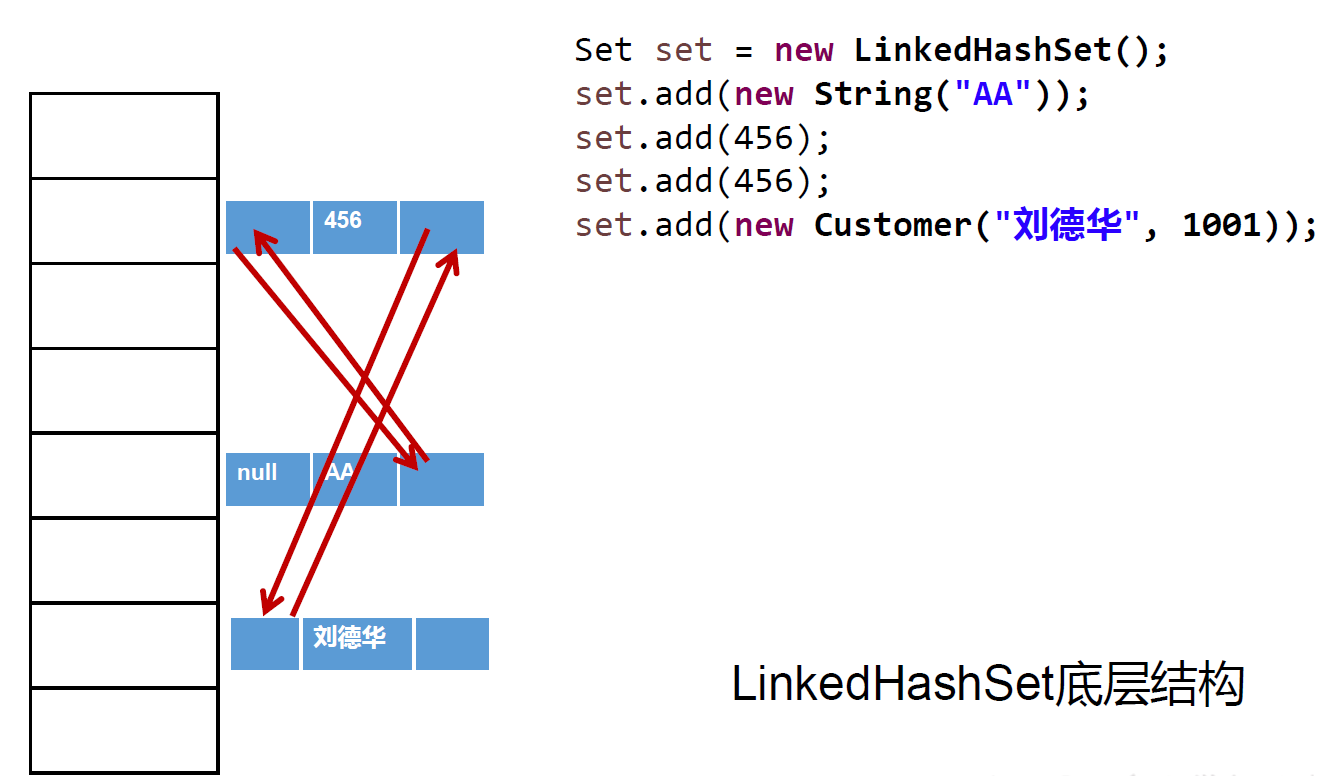 Set set = new LinkedHashSet();
set.add(new String("AA"));
set.add(456);
set.add(456);
set.add(new Customer("刘德华", 1001));
456
null AA
刘德华
LinkedHashSet底层结构